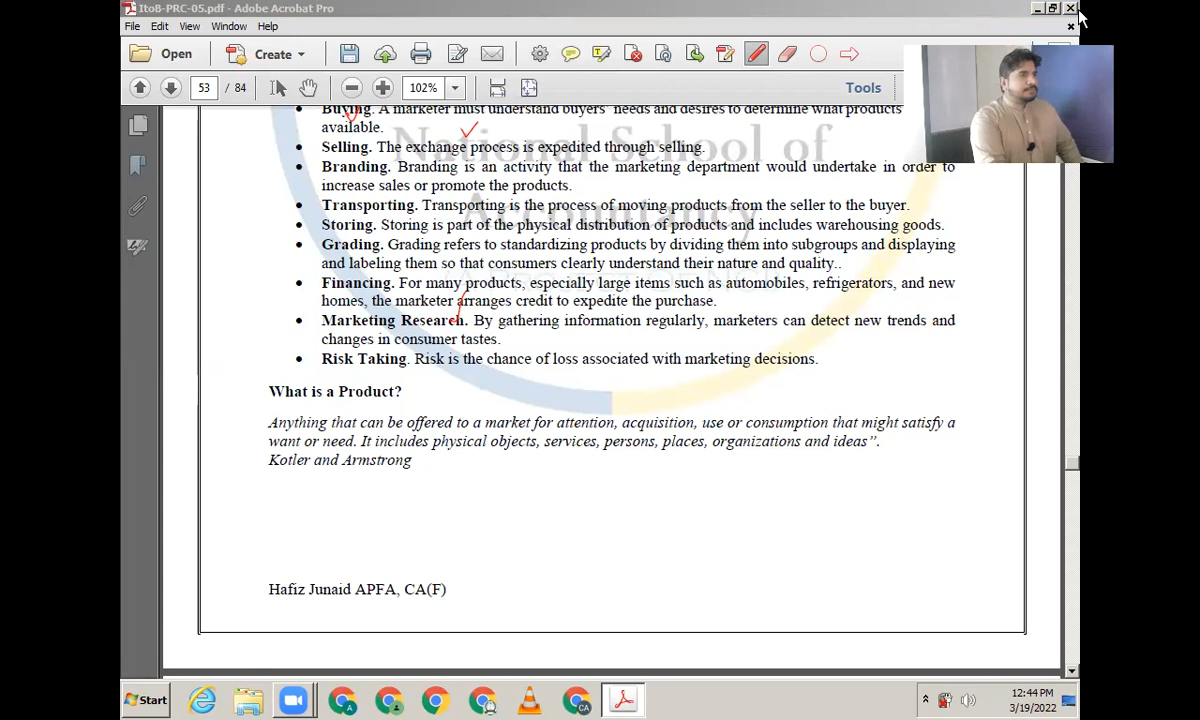 ItoB-PRC-05.pdf - Adobe Acrobat Pro
File Edit View Window Help
Open Create
53 / 84 102% Tools
• Buying. A marketer must understand buyers' needs and desires to determine what products
available.
• Selling. The exchange process is expedited through selling.
• Branding. Branding is an activity that the marketing department would undertake in order to
increase sales or promote the products.
• Transporting. Transporting is the process of moving products from the seller to the buyer.
• Storing. Storing is part of the physical distribution of products and includes warehousing goods.
• Grading. Grading refers to standardizing products by dividing them into subgroups and displaying
and labeling them so that consumers clearly understand their nature and quality..
• Financing. For many products, especially large items such as automobiles, refrigerators, and new
homes, the marketer arranges credit to expedite the purchase.
• Marketing Research. By gathering information regularly, marketers can detect new trends and
changes in consumer tastes.
• Risk Taking. Risk is the chance of loss associated with marketing decisions.
National School of
Accountancy
What is a Product?
Anything that can be offered to a market for attention, acquisition, use or consumption that might satisfy a
want or need. It includes physical objects, services, persons, places, organizations and ideas”.
Kotler and Armstrong
Hafiz Junaid APFA, CA(F)
Start
12:44 PM
3/19/2022